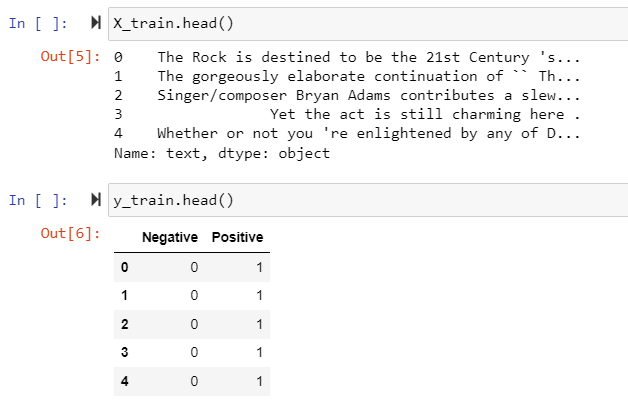 In [ ]: X_train.head()
Out[5]: 0 The Rock is destined to be the 21st Century 's...
1 The gorgeously elaborate continuation of `` Th...
2 Singer/composer Bryan Adams contributes a slew...
3 Yet the act is still charming here .
4 Whether or not you 're enlightened by any of D...
Name: text, dtype: object
In [ ]: y_train.head()
Out[6]:
Negative Positive
0 0 1
1 0 1
2 0 1
3 0 1
4 0 1